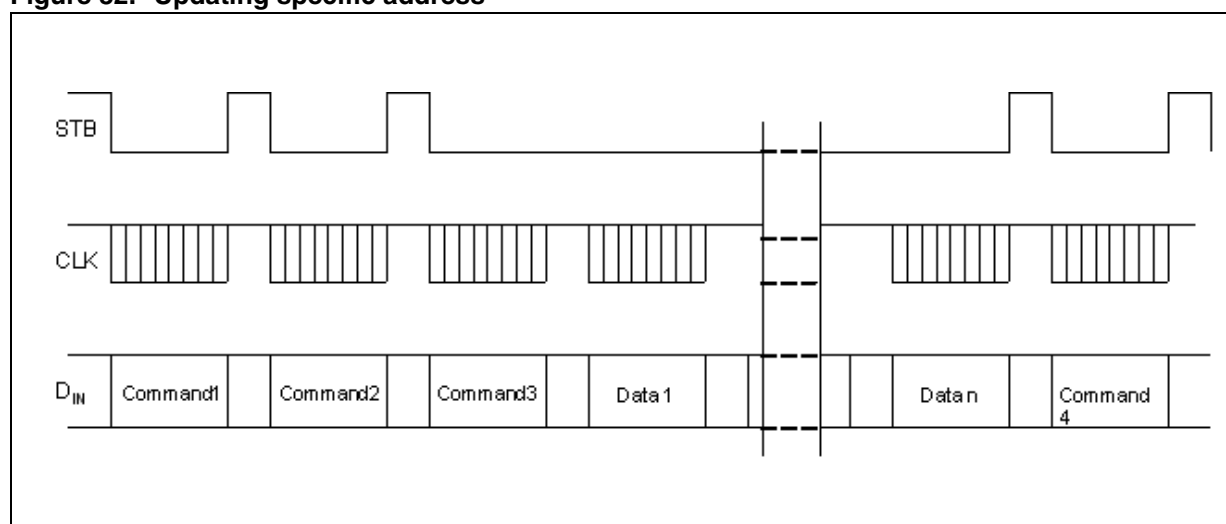 Figure 32. Updating specific address
STB
CLK
DIN
Command1
Command2
Command3
Data 1
Data n
Command
4